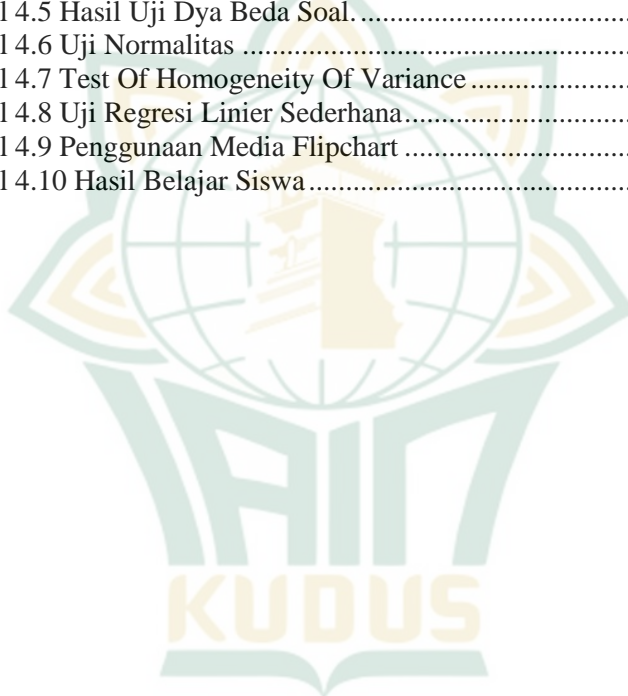 l 4.5 Hasil Uji Dya Beda Soal...........................................
l 4.6 Uji Normalitas .......................................................
l 4.7 Test Of Homogeneity Of Variance......................
l 4.8 Uji Regresi Linier Sederhana...............................
l 4.9 Penggunaan Media Flipchart ...............................
l 4.10 Hasil Belajar Siswa............................................
IAIN
KUDUS